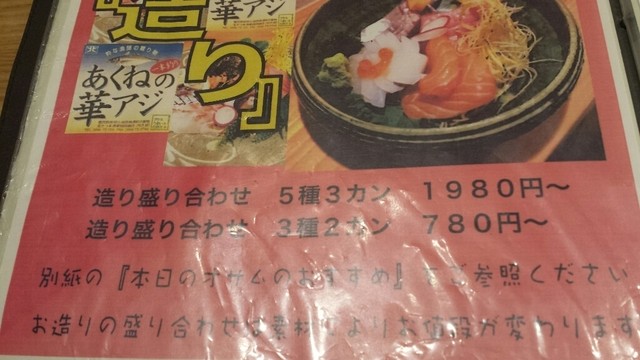 『造り』
華アジ
あくねの
華アジ
造り盛り合わせ 5種3カン 1980円~
造り盛り合わせ 3種2カン 780円~
別紙の『本日のオサムのおすすめ』をご参照ください
お造りの盛り合わせは素材によりお値段が変わります